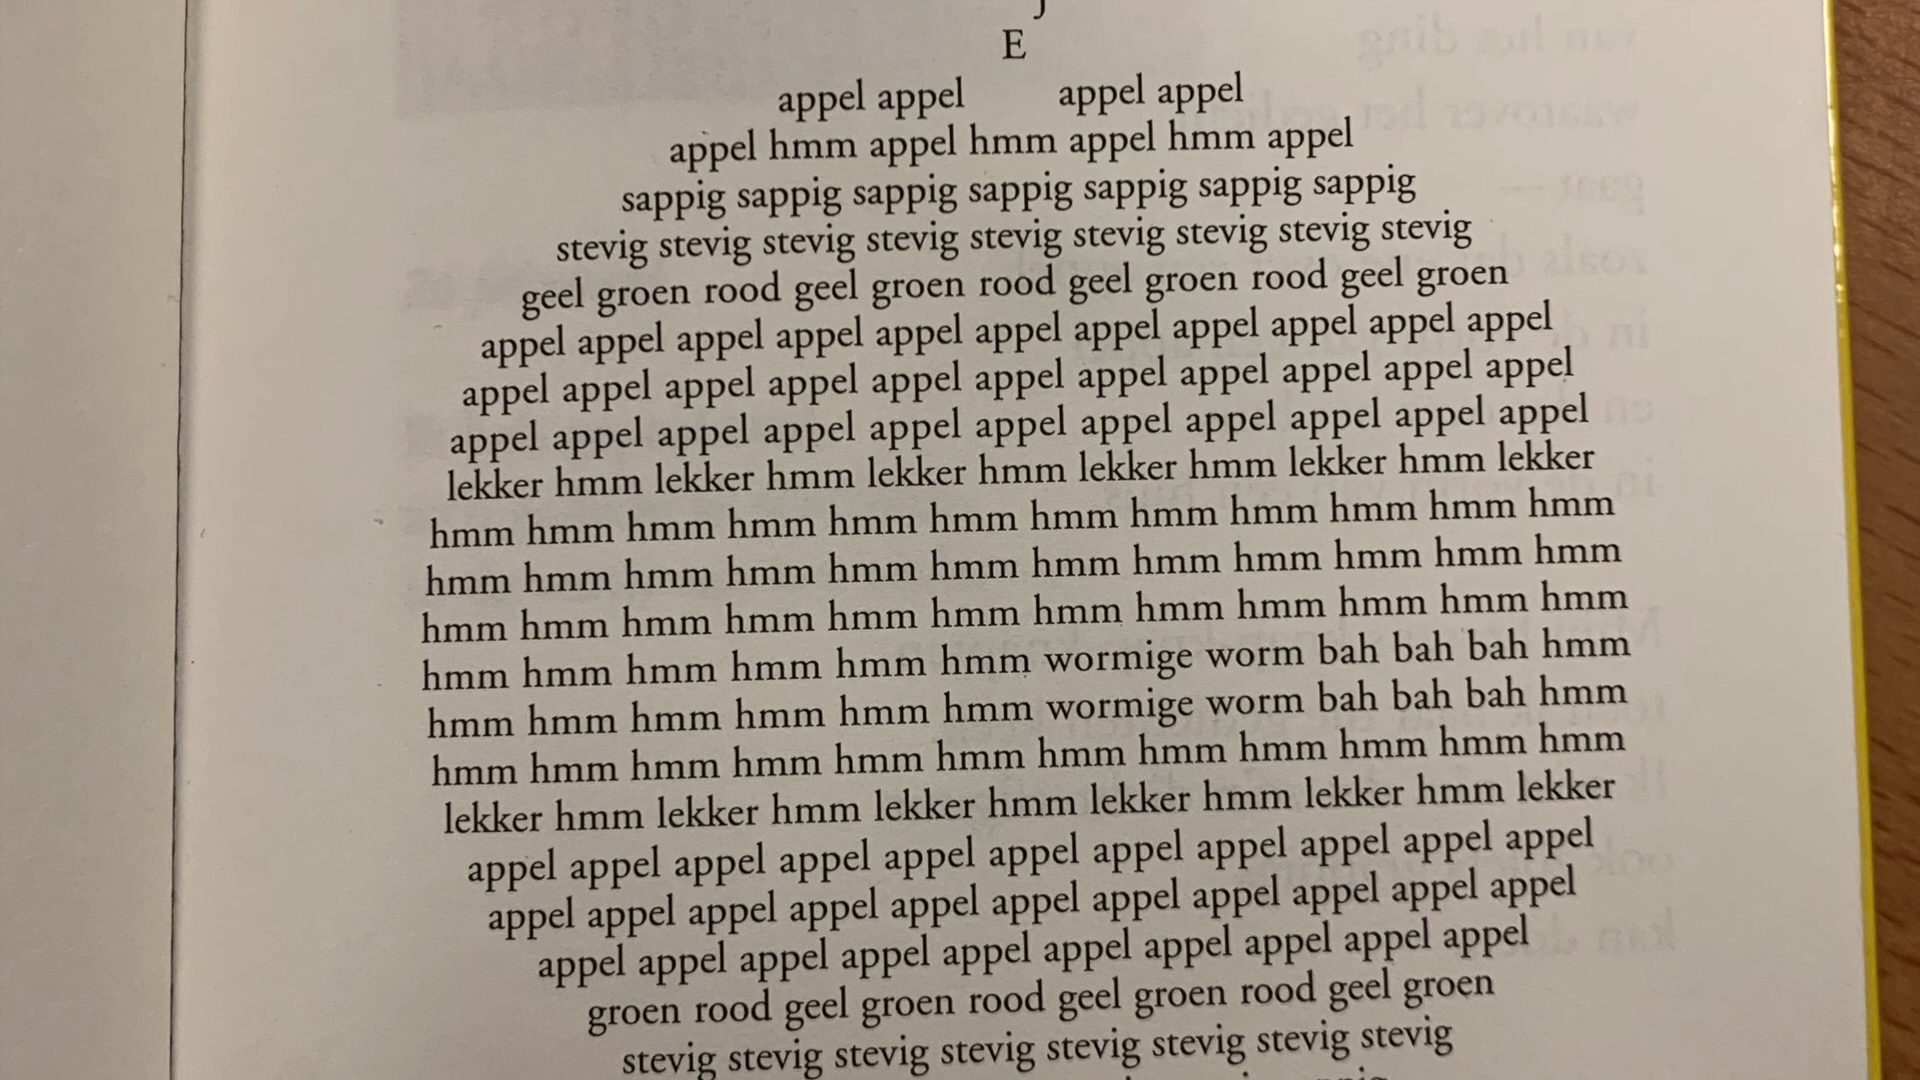 E
appel appel appel appel
appel hmm appel hmm appel hmm appel
sappig sappig sappig sappig sappig sappig sappig
stevig stevig stevig stevig stevig stevig stevig stevig stevig
geel groen rood geel groen rood geel groen rood geel groen
appel appel appel appel appel appel appel appel appel appel appel
appel appel appel appel appel appel appel appel appel appel appel
appel appel appel appel appel appel appel appel appel appel appel
lekker hmm lekker hmm lekker hmm lekker hmm lekker hmm lekker
hmm hmm hmm hmm hmm hmm hmm hmm hmm hmm hmm hmm
hmm hmm hmm hmm hmm hmm hmm hmm hmm hmm hmm hmm
hmm hmm hmm hmm hmm hmm hmm hmm hmm hmm hmm hmm
hmm hmm hmm hmm hmm hmm wormige worm bah bah bah hmm
hmm hmm hmm hmm hmm hmm wormige worm bah bah bah hmm
hmm hmm hmm hmm hmm hmm hmm hmm hmm hmm hmm hmm
lekker hmm lekker hmm lekker hmm lekker hmm lekker hmm lekker
appel appel appel appel appel appel appel appel appel appel appel
appel appel appel appel appel appel appel appel appel appel appel
appel appel appel appel appel appel appel appel appel appel
groen rood geel groen rood geel groen rood geel groen
stevig stevig stevig stevig stevig stevig stevig stevig